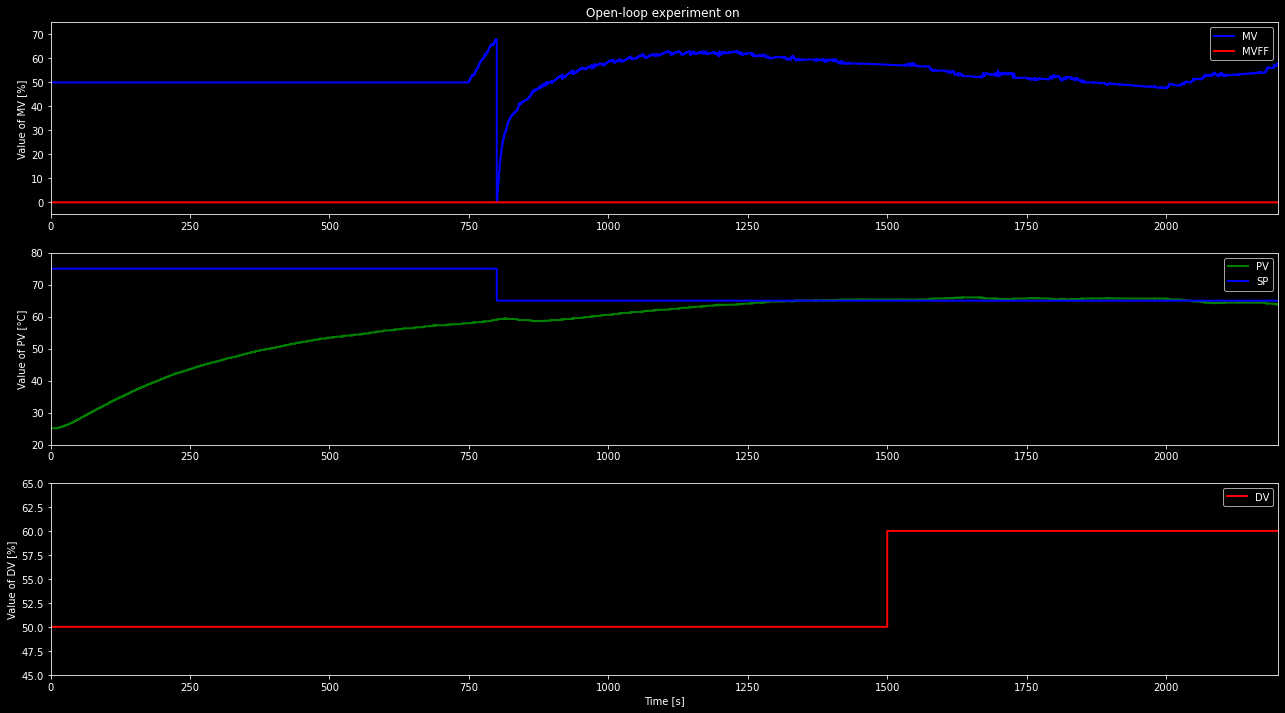 Open-loop experiment on
Value of MV [%]
70
60
50
40
30
20
10
0
MV
MVFF
0 250 500 750 1000 1250 1500 1750 2000
Value of PV [°C]
80
70
60
50
40
30
20
PV
SP
0 250 500 750 1000 1250 1500 1750 2000
Value of DV [%]
65.0
62.5
60.0
57.5
55.0
52.5
50.0
47.5
45.0
DV
0 250 500 750 1000 1250 1500 1750 2000
Time [s]